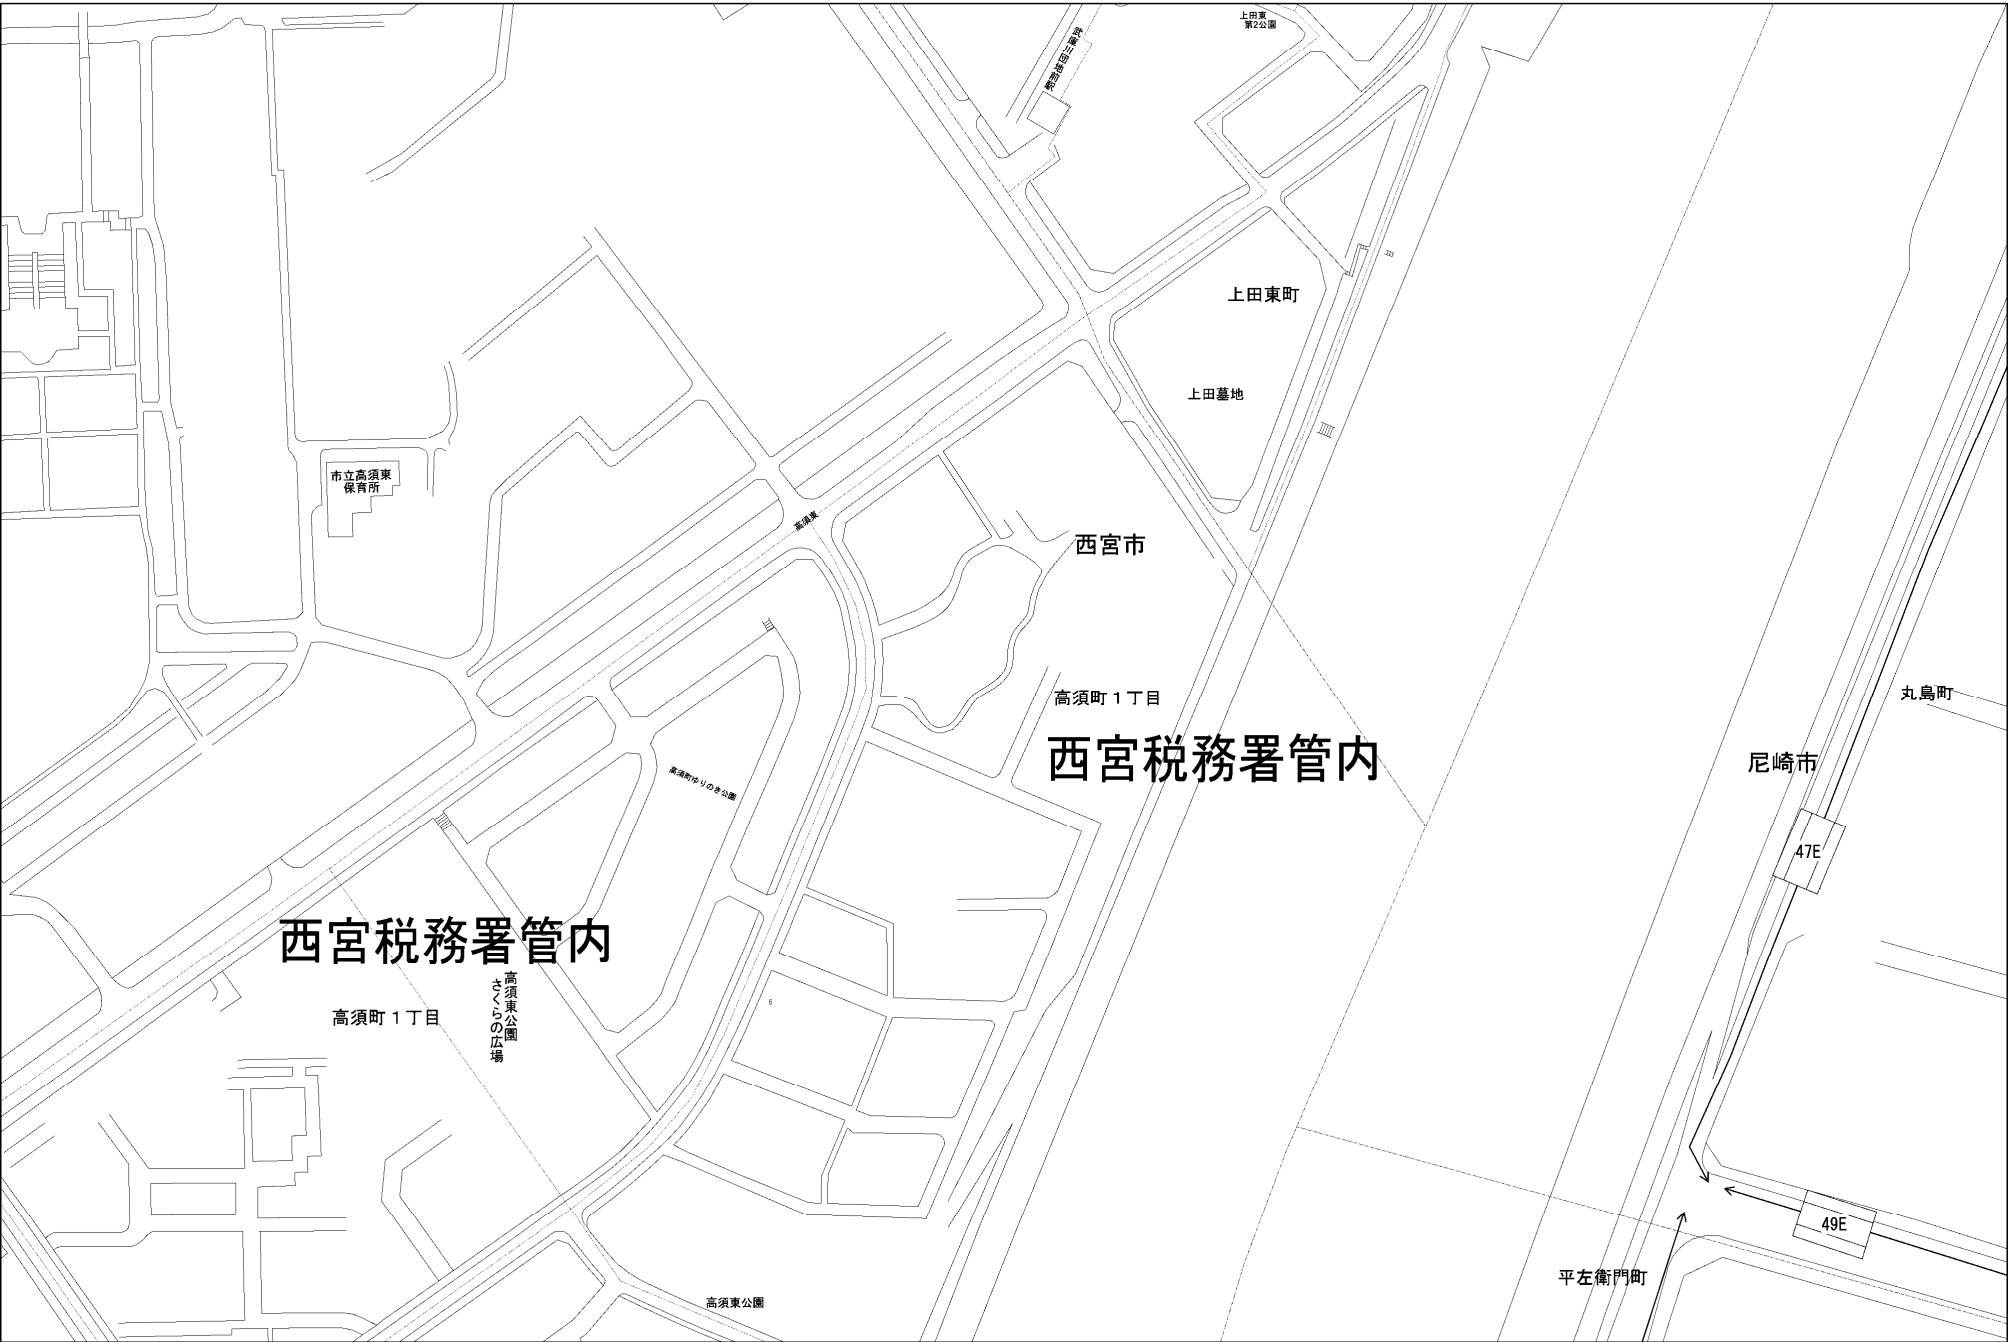 上田東
第2公園
武庫川団地前駅
上田東町
上田墓地
市立高須東
保育所
高須東
西宮市
高須町1丁目
丸島町
西宮税務署管内
尼崎市
高須町ゆりのき公園
47E
西宮税務署管内
高須東公園
さくらの広場
6
高須町1丁目
49E
平左衛門町
高須東公園